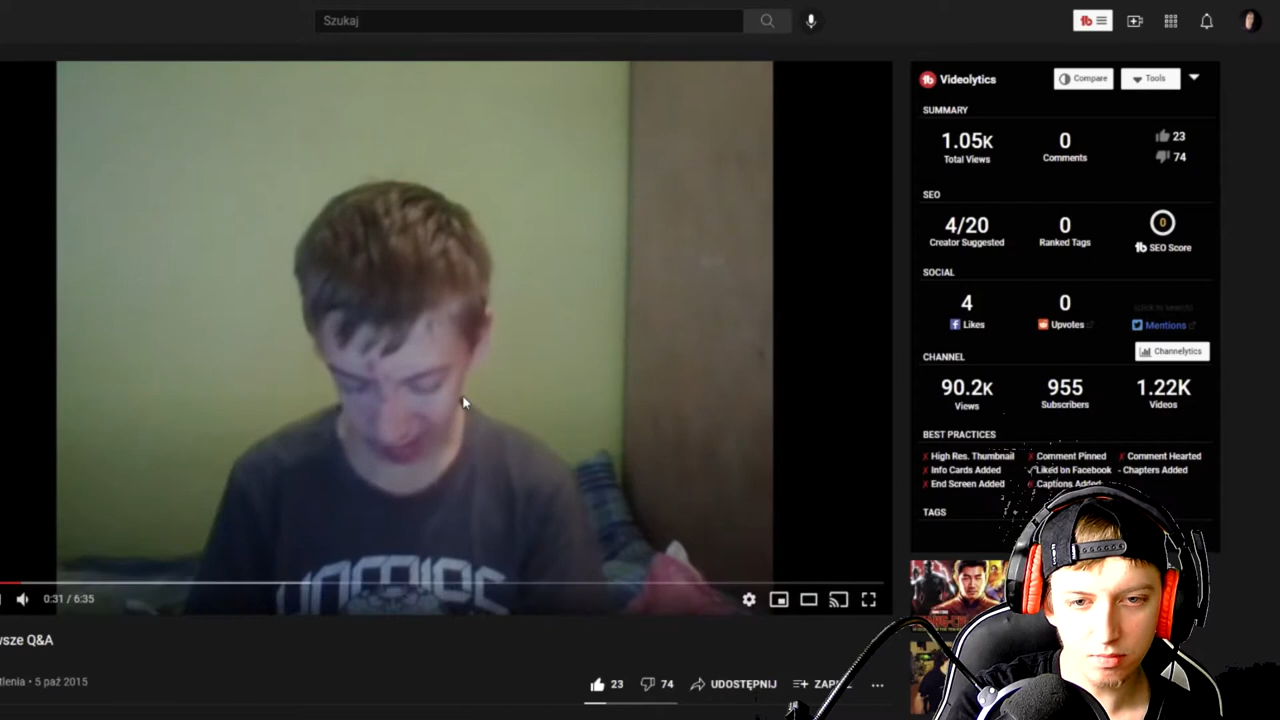 Szukaj
Videolytics
Compare
Tools
SUMMARY
1.05K
0
23
Total Views
Comments
74
SEO
4/20
0
0
Creator Suggested
Ranked Tags
SEO Score
SOCIAL
4
0
Likes
Upvotes
Mentions
Channelytics
CHANNEL
90.2K
955
1.22K
Views
Subscribers
Videos
BEST PRACTICES
x High Res. Thumbnail
x Comment Pinned
x Comment Hearted
x Info Cards Added
✓ Liked on Facebook
- Chapters Added
x End Screen Added
x Captions Added
TAGS
0:31 / 6:35
wsze Q&A
tlenia • 5 paź 2015
23
74
UDOSTĘPNIJ